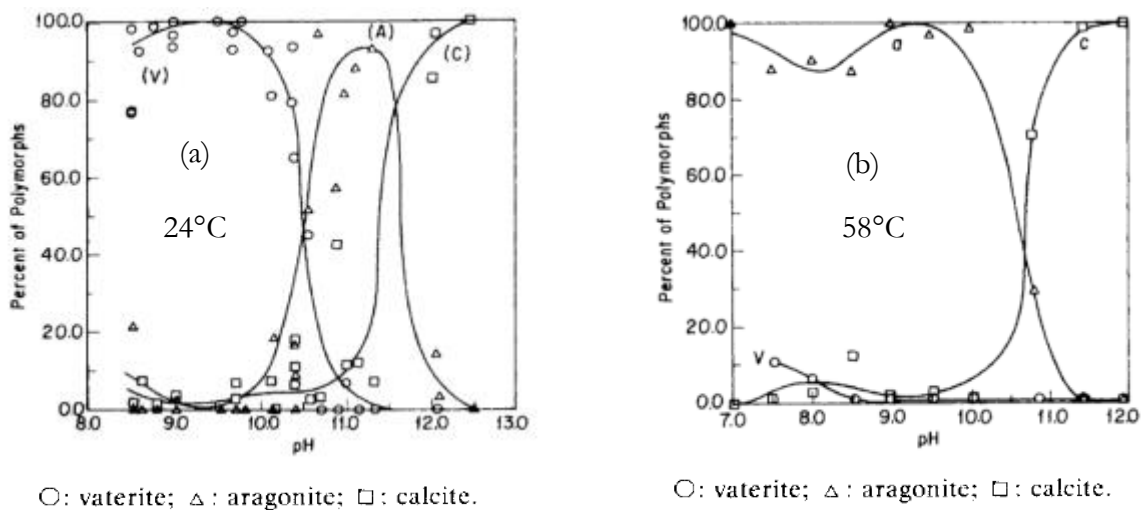 Percent of Polymorphs
100.0
80.0
60.0
40.0
20.0
0.0
8.0 9.0 10.0 11.0 12.0 13.0
pH
(V)
(A)
(C)
(a)
24°C
○: vaterite; △: aragonite; □: calcite.
Percent of Polymorphs
100.0
80.0
60.0
40.0
20.0
0.0
7.0 8.0 9.0 10.0 11.0 12.0
pH
a
c
V
(b)
58°C
○: vaterite; △: aragonite; □: calcite.